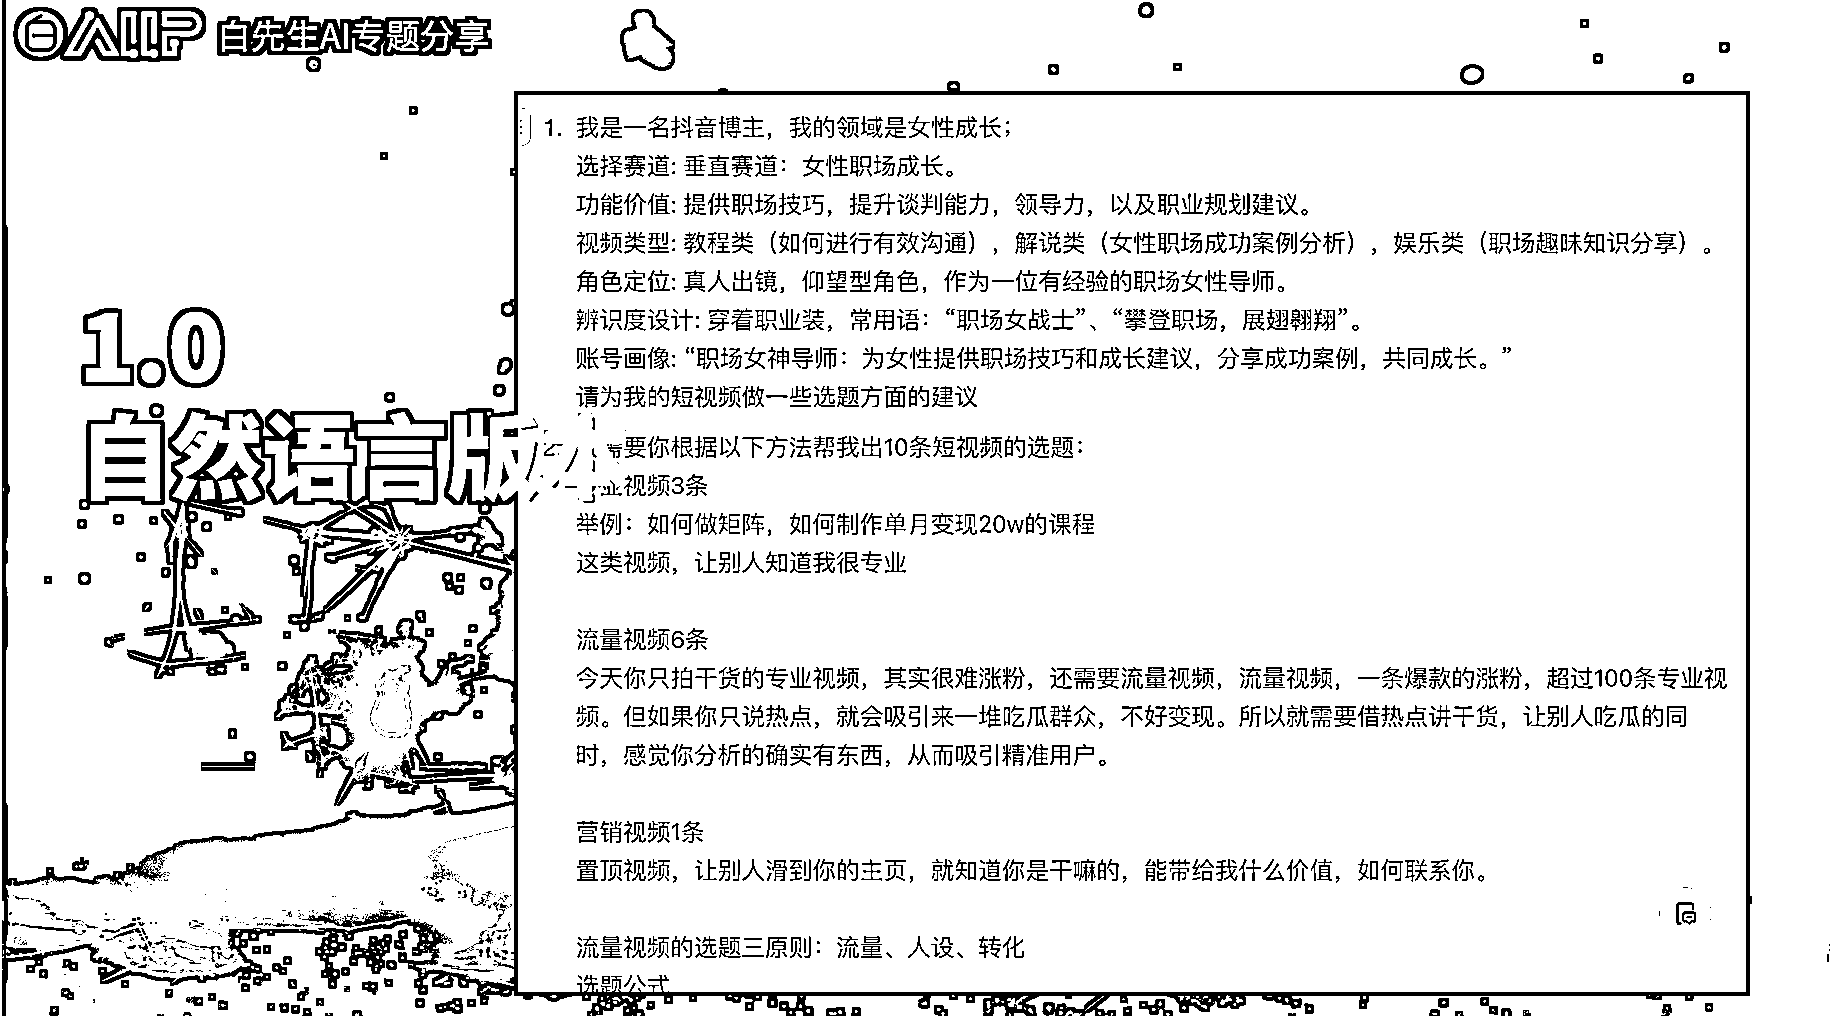 白先生AI专题分享
1.0
自然语言版本
1. 我是一名抖音博主，我的领域是女性成长；
选择赛道: 垂直赛道：女性职场成长。
功能价值: 提供职场技巧，提升谈判能力，领导力，以及职业规划建议。
视频类型: 教程类（如何进行有效沟通），解说类（女性职场成功案例分析），娱乐类（职场趣味知识分享）。
角色定位: 真人出镜，仰望型角色，作为一位有经验的职场女性导师。
辨识度设计: 穿着职业装，常用语：“职场女战士”、“攀登职场，展翅翱翔”。
账号画像: “职场女神导师：为女性提供职场技巧和成长建议，分享成功案例，共同成长。”
请为我的短视频做一些选题方面的建议
要你根据以下方法帮我出10条短视频的选题：
业视频3条
举例：如何做矩阵，如何制作单月变现20w的课程
这类视频，让别人知道我很专业
流量视频6条
今天你只拍干货的专业视频，其实很难涨粉，还需要流量视频，流量视频，一条爆款的涨粉，超过100条专业视
频。但如果你只说热点，就会吸引来一堆吃瓜群众，不好变现。所以就需要借热点讲干货，让别人吃瓜的同
时，感觉你分析的确实有东西，从而吸引精准用户。
营销视频1条
置顶视频，让别人滑到你的主页，就知道你是干嘛的，能带给我什么价值，如何联系你。
流量视频的选题三原则：流量、人设、转化
选题公式